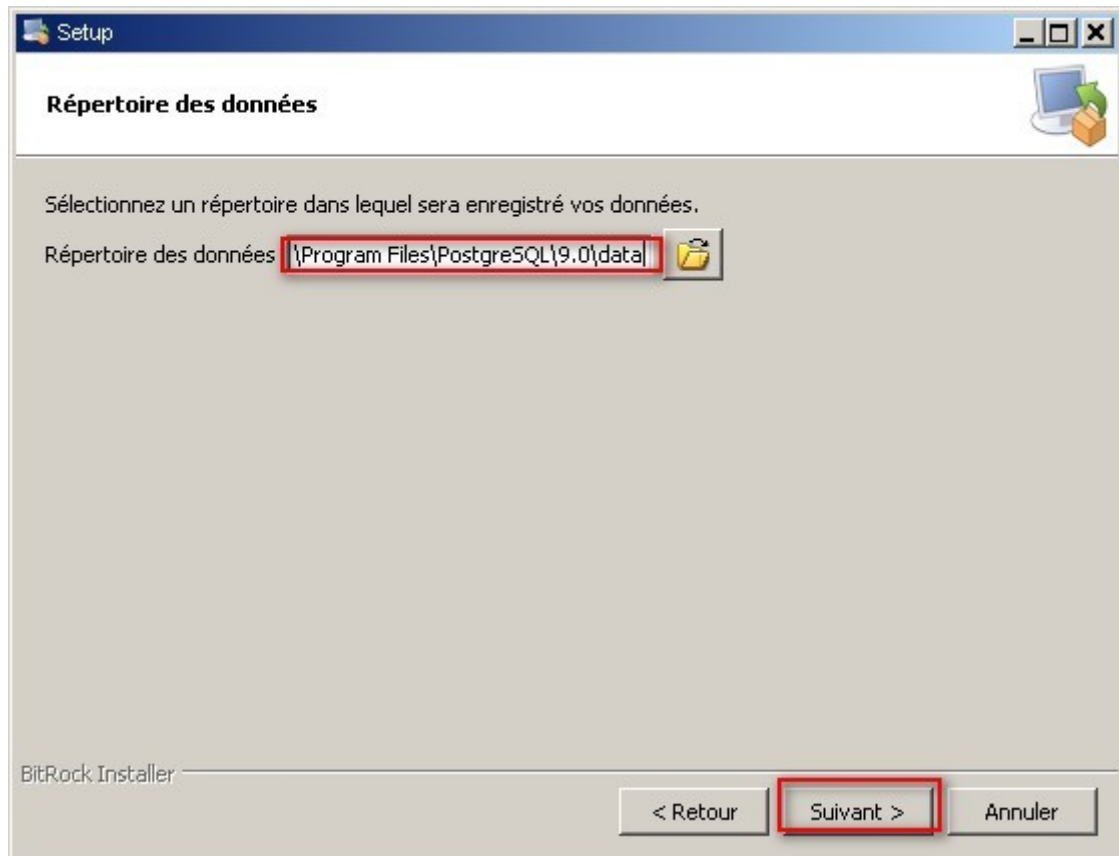 Setup
Répertoire des données
Sélectionnez un répertoire dans lequel sera enregistré vos données.
Répertoire des données \Program Files\PostgreSQL\9.0\data
BitRock Installer
< Retour Suivant > Annuler